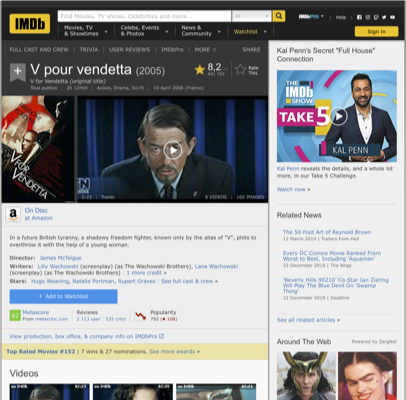 IMDb
Find Movies, TV shows, Celebrities and more...
All
IMDbPro
Help
Movies, TV & Showtimes
Celebs, Events & Photos
News & Community
Watchlist
Sign in
FULL CAST AND CREW | TRIVIA | USER REVIEWS | IMDbPro | MORE
SHARE
V pour vendetta (2005)
V for Vendetta (original title)
Tous publics | 2h 12min | Action, Drama, Sci-Fi | 19 April 2006 (France)
8,2
Rate This
V FOR VENDETTA
2:23 | Trailer
8 VIDEOS | 160 IMAGES
On Disc
at Amazon
In a future British tyranny, a shadowy freedom fighter, known only by the alias of "V", plots to
overthrow it with the help of a young woman.
Director: James McTeigue
Writers: Lilly Wachowski (screenplay) (as The Wachowski Brothers), Lana Wachowski
(screenplay) (as The Wachowski Brothers) | 1 more credit »
Stars: Hugo Weaving, Natalie Portman, Rupert Graves | See full cast & crew »
+ Add to Watchlist
62
Metascore
From metacritic.com
Reviews
2 113 user | 535 critic
Popularity
View production, box office, & company info on IMDbPro
Top Rated Movies #152 | 7 wins & 27 nominations. See more awards »
Videos
Kal Penn's Secret "Full House"
Connection
THE IMDb SHOW
TAKE 5
KAL PENN
Kal Penn reveals the details, and a whole lot
more, in our Take 5 Challenge.
Watch now »
Related News
The 50 Foot Art of Reynold Brown
12 March 2019 | Trailers from Hell
Every DC Comics Movie Ranked From
Worst to Best, Including 'Aquaman'
23 December 2018 | The Wrap
'Beverly Hills 90210' Co-Star Ian Ziering
Will Play The Blue Devil On 'Swamp
Thing'
12 December 2018 | Deadline
See all related articles »
Around The Web
Powered by ZergNet